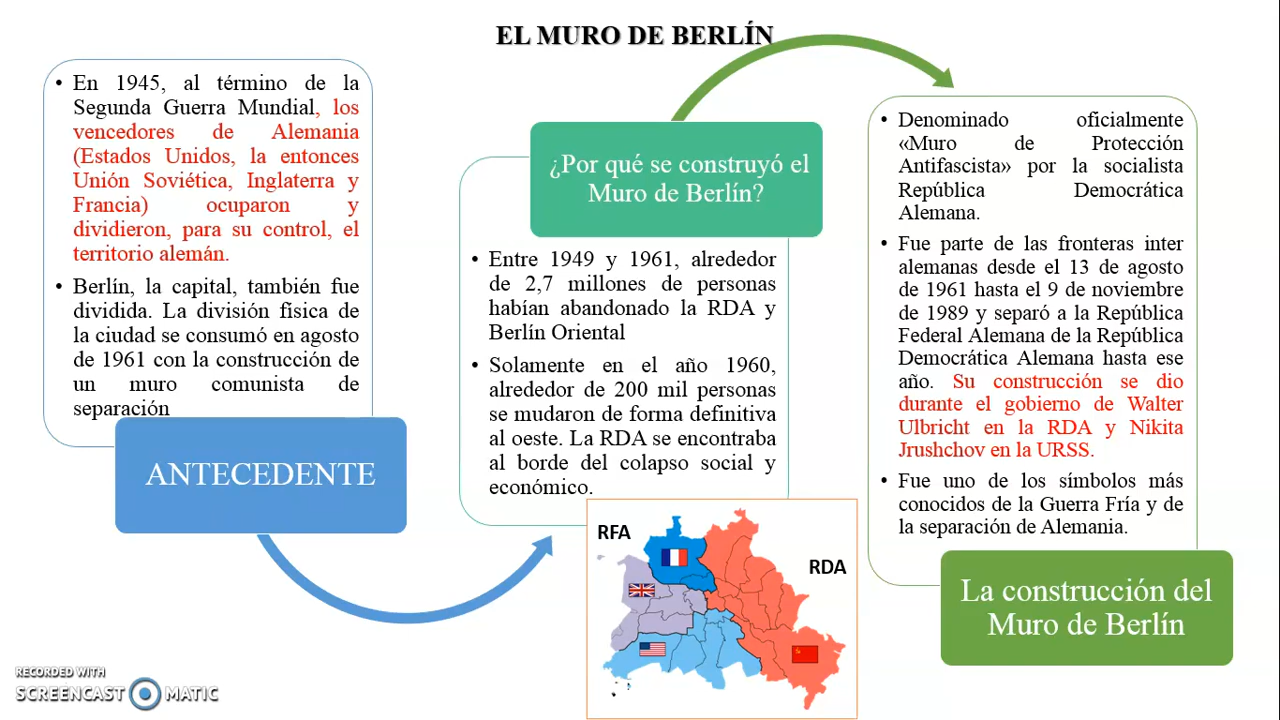 EL MURO DE BERLÍN
• En 1945, al término de la
Segunda Guerra Mundial, los
vencedores de Alemania
(Estados Unidos, la entonces
Unión Soviética, Inglaterra y
Francia) ocuparon y
dividieron, para su control, el
territorio alemán.
• Berlín, la capital, también fue
dividida. La división física de
la ciudad se consumó en agosto
de 1961 con la construcción de
un muro comunista de
separación
ANTECEDENTE
¿Por qué se construyó el
Muro de Berlín?
• Entre 1949 y 1961, alrededor
de 2,7 millones de personas
habían abandonado la RDA y
Berlín Oriental
• Solamente en el año 1960,
alrededor de 200 mil personas
se mudaron de forma definitiva
al oeste. La RDA se encontraba
al borde del colapso social y
económico.
RFA
RDA
• Denominado oficialmente
«Muro de Protección
Antifascista» por la socialista
República Democrática
Alemana.
• Fue parte de las fronteras inter
alemanas desde el 13 de agosto
de 1961 hasta el 9 de noviembre
de 1989 y separó a la República
Federal Alemana de la República
Democrática Alemana hasta ese
año. Su construcción se dio
durante el gobierno de Walter
Ulbricht en la RDA y Nikita
Jrushchov en la URSS.
• Fue uno de los símbolos más
conocidos de la Guerra Fría y de
la separación de Alemania.
La construcción del
Muro de Berlín
RECORDED WITH
SCREENCAST MATIC